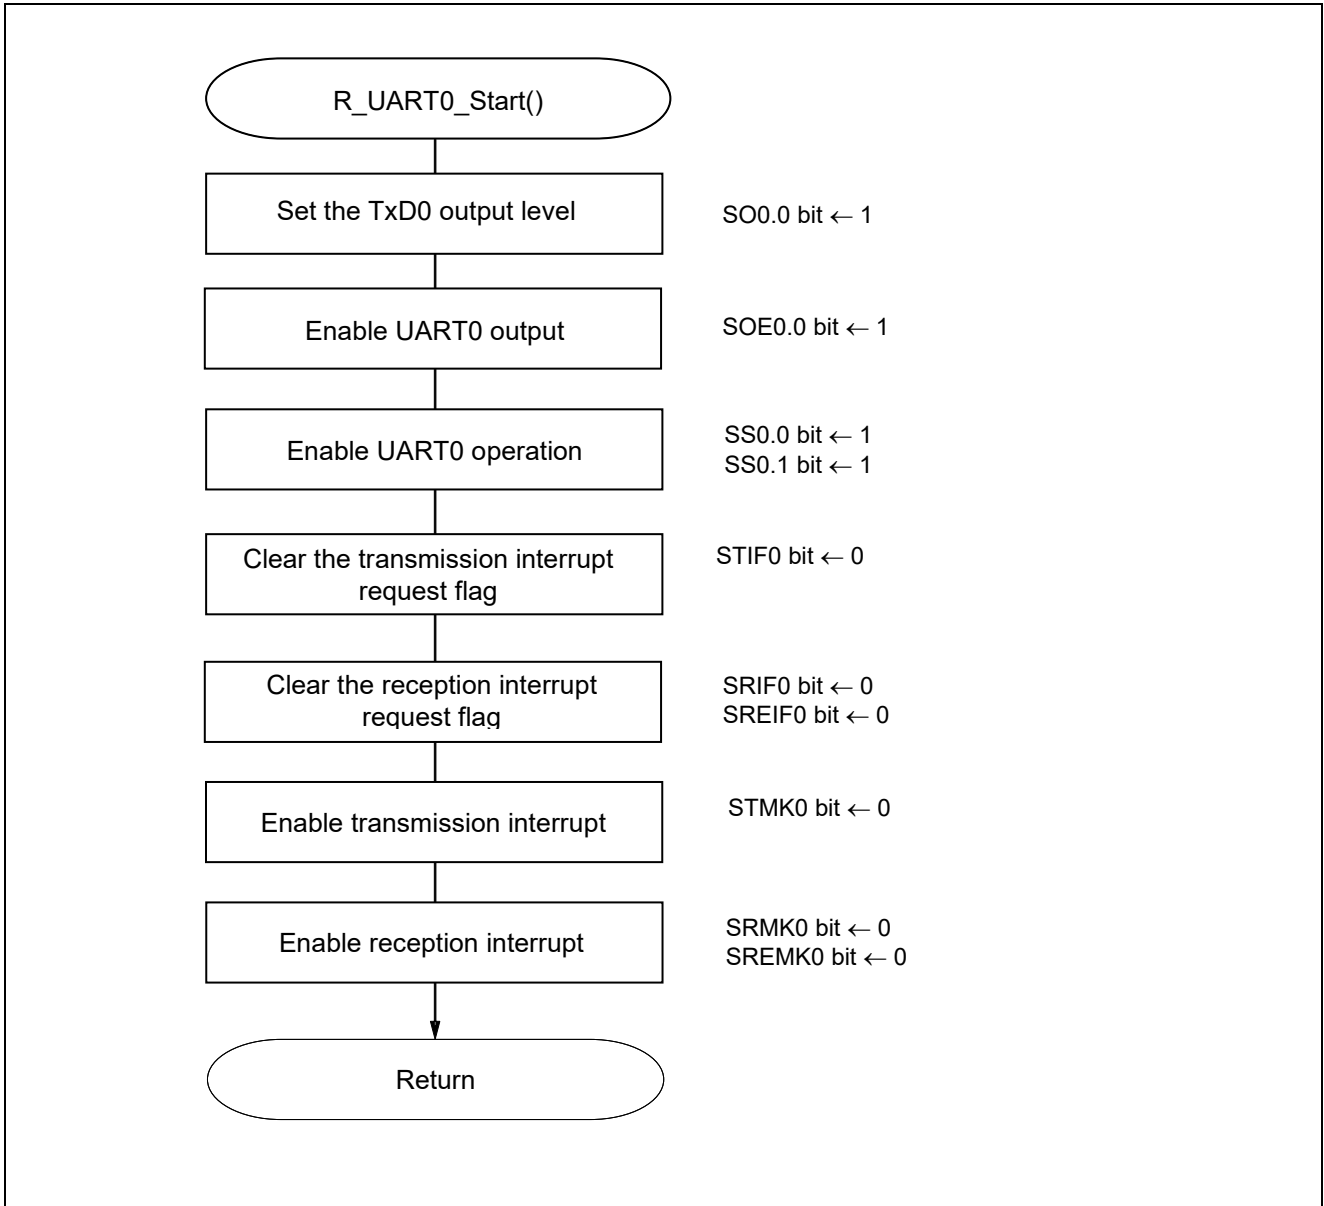 R_UART0_Start()
Set the TxD0 output level
SO0.0 bit ← 1
Enable UART0 output
SOE0.0 bit ← 1
Enable UART0 operation
SS0.0 bit ← 1
SS0.1 bit ← 1
Clear the transmission interrupt
request flag
STIF0 bit ← 0
Clear the reception interrupt
request flag
SRIF0 bit ← 0
SREIF0 bit ← 0
Enable transmission interrupt
STMK0 bit ← 0
Enable reception interrupt
SRMK0 bit ← 0
SREMK0 bit ← 0
Return